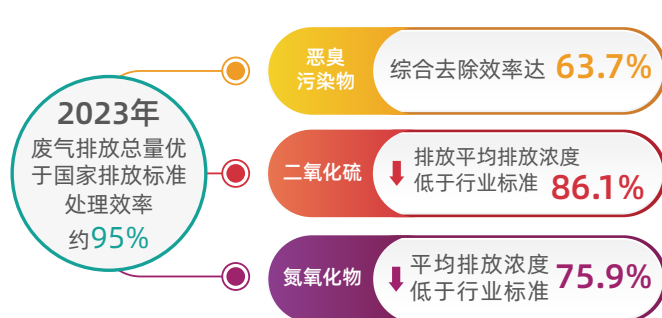 2023年
废气排放总量优
于国家排放标准
处理效率
约95%
恶臭
污染物
综合去除效率达 63.7%
二氧化硫
排放平均排放浓度
低于行业标准 86.1%
氮氧化物
平均排放浓度
低于行业标准 75.9%